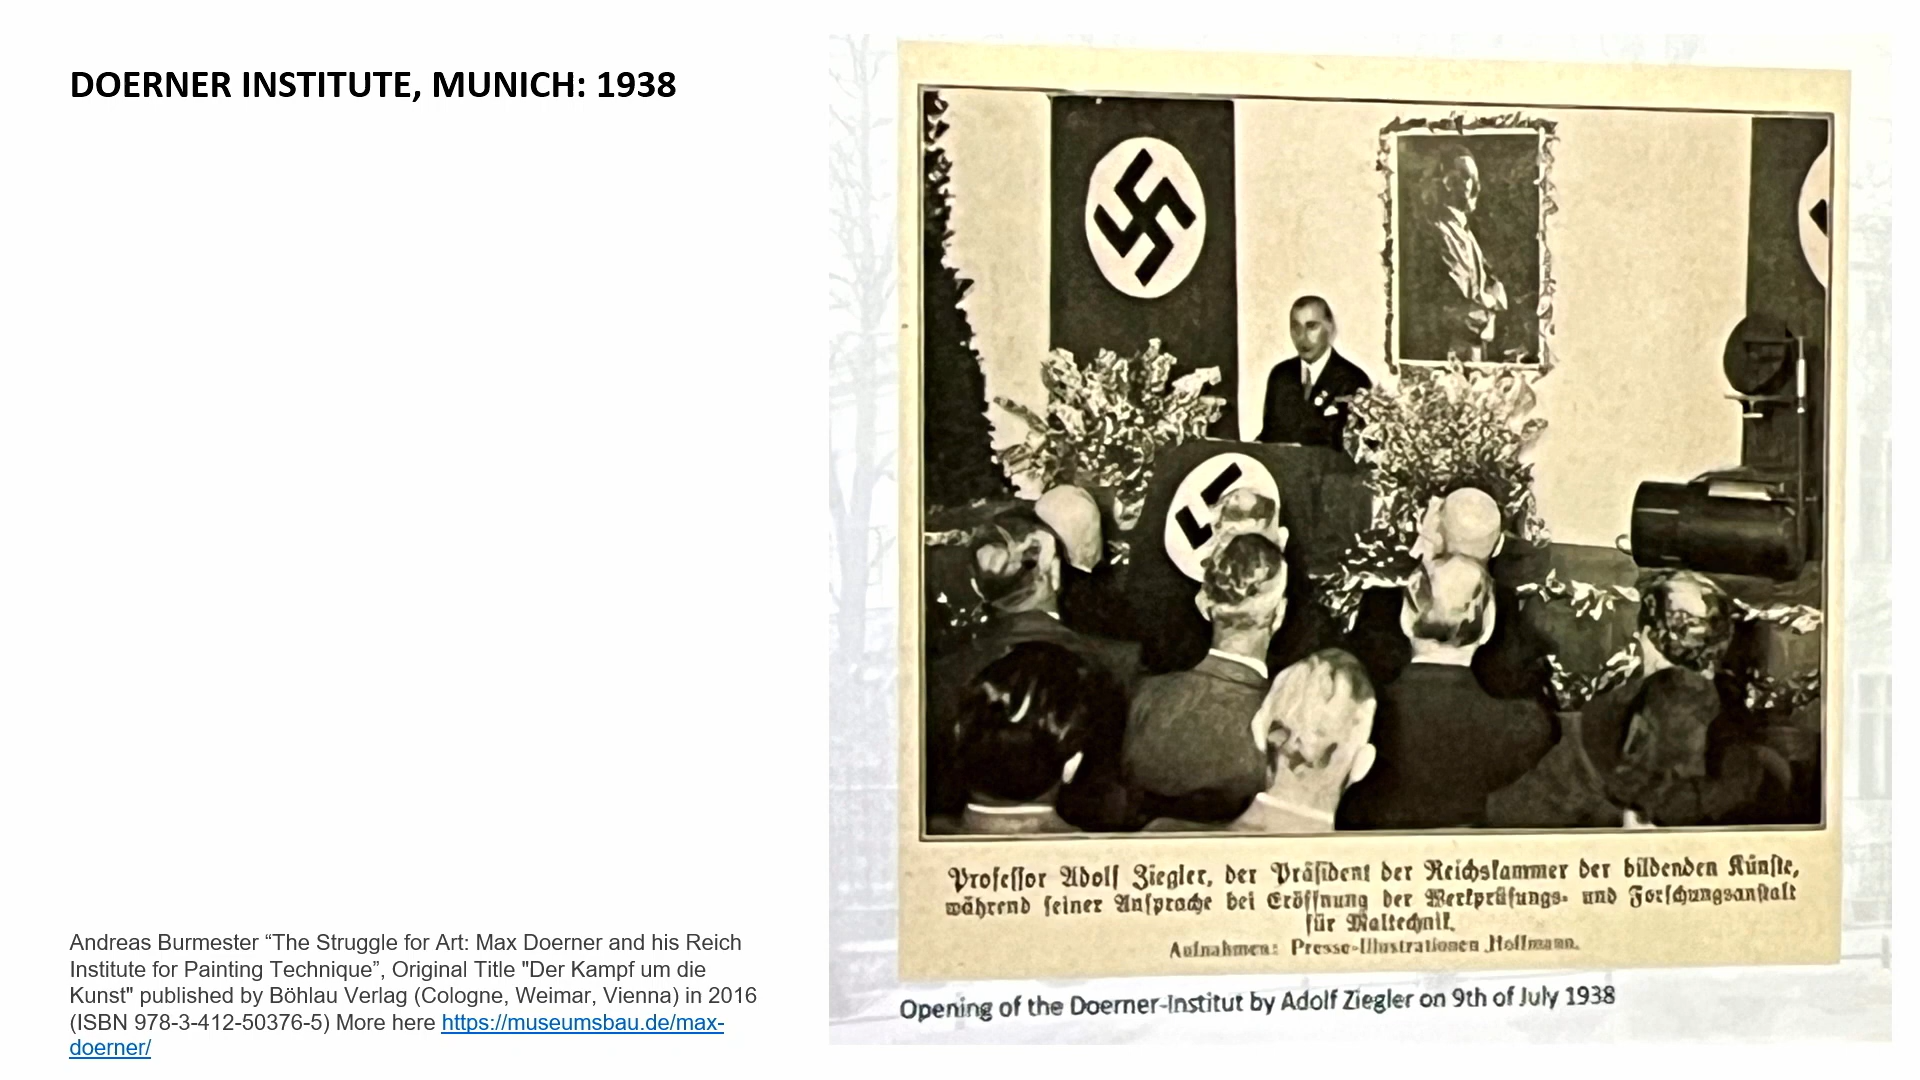 DOERNER INSTITUTE, MUNICH: 1938
Andreas Burmester “The Struggle for Art: Max Doerner and his Reich
Institute for Painting Technique”, Original Title "Der Kampf um die
Kunst" published by Böhlau Verlag (Cologne, Weimar, Vienna) in 2016
(ISBN 978-3-412-50376-5) More here https://museumsbau.de/max-
doerner/
Professor Adolf Ziegler, der Präsident der Reichskammer der bildenden Künste,
während seiner Ansprache bei Eröffnung der Werkprüfungs- und Forschungsanstalt
für Maltechnik.
Aufnahmen: Presse-Illustrationen Hoffmann.
Opening of the Doerner-Institut by Adolf Ziegler on 9th of July 1938